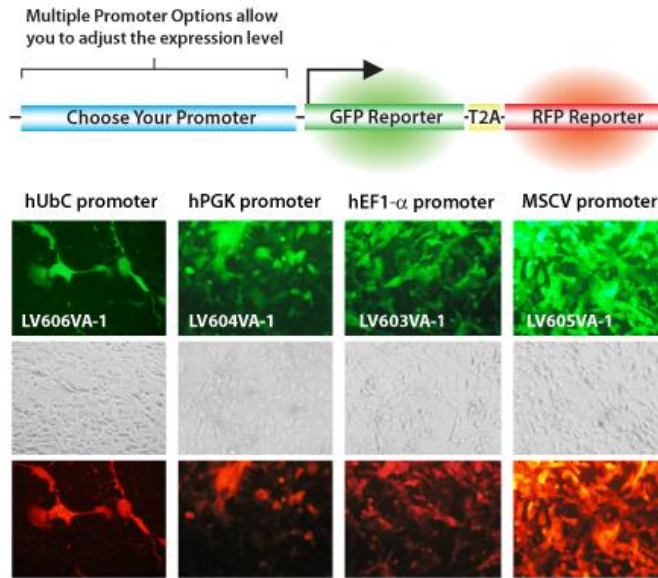 Multiple Promoter Options allow
you to adjust the expression level
Choose Your Promoter
GFP Reporter
T2A
RFP Reporter
hUbC promoter
hPGK promoter
hEF1-α promoter
MSCV promoter
LV606VA-1
LV604VA-1
LV603VA-1
LV605VA-1